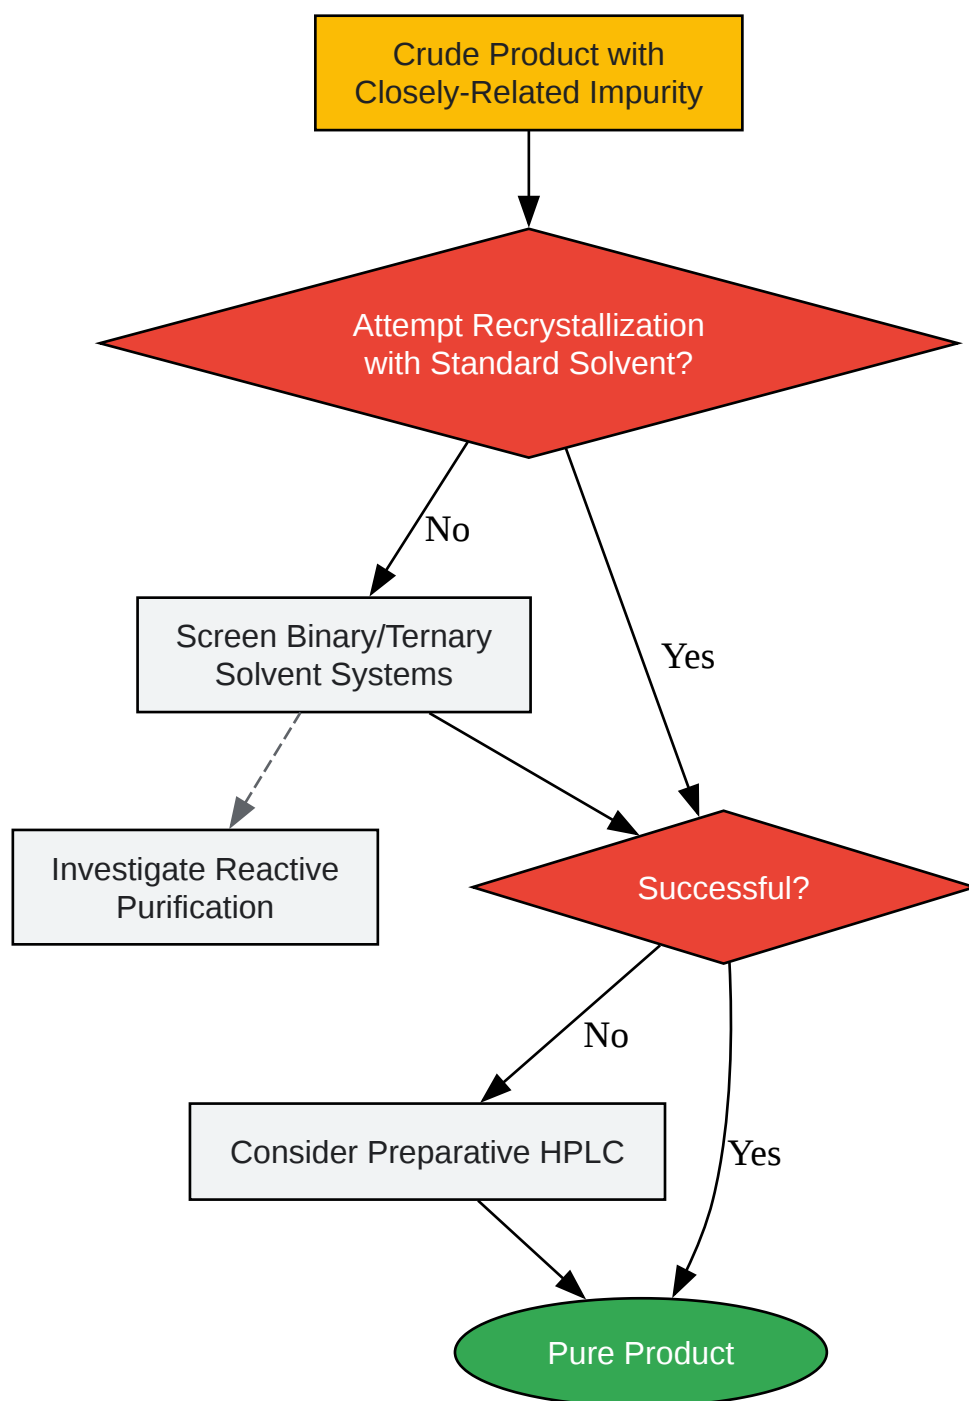 Crude Product with
Closely-Related Impurity
Attempt Recrystallization
with Standard Solvent?
No
Screen Binary/Ternary
Solvent Systems
Yes
Investigate Reactive
Purification
Successful?
No
Consider Preparative HPLC
Yes
Pure Product